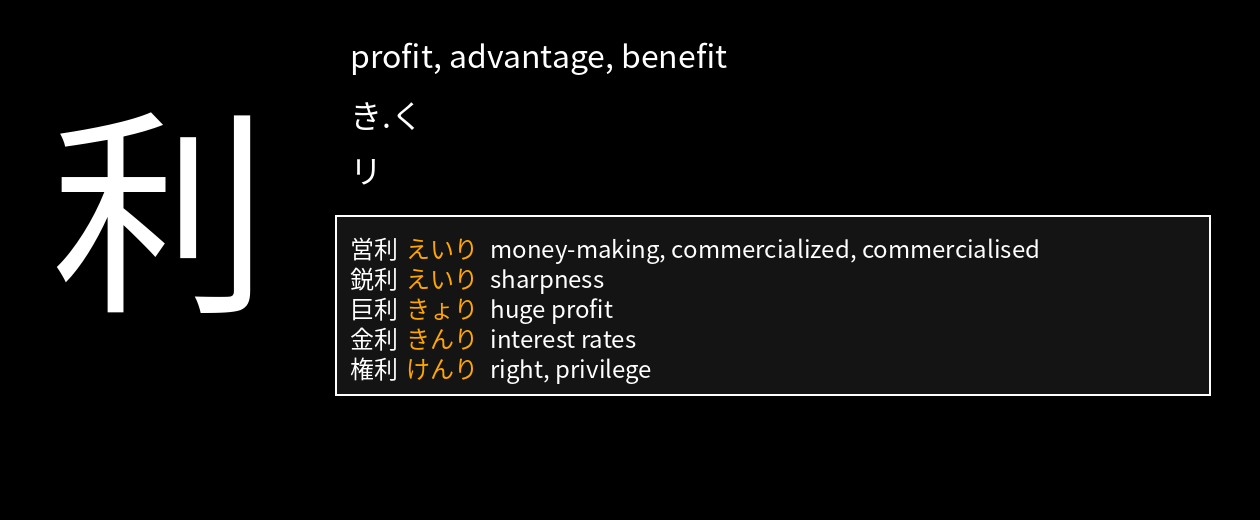 利
profit, advantage, benefit
き.く
リ
営利 えいり money-making, commercialized, commercialised
鋭利 えいり sharpness
巨利 きょり huge profit
金利 きんり interest rates
権利 けんり right, privilege